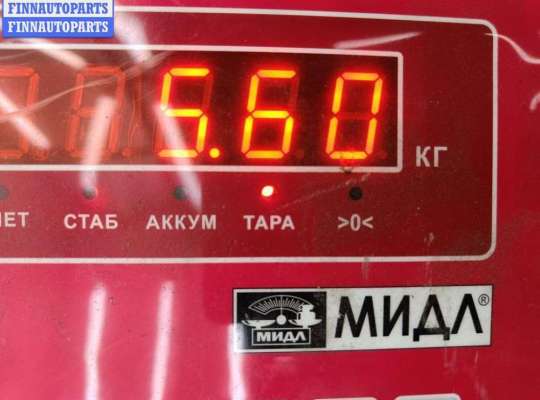 FINNAUTOPARTS
FINNAUTOPARTS
5.60
КГ
СТАБ АККУМ ТАРА >0<
МИДЛ МИДЛ®